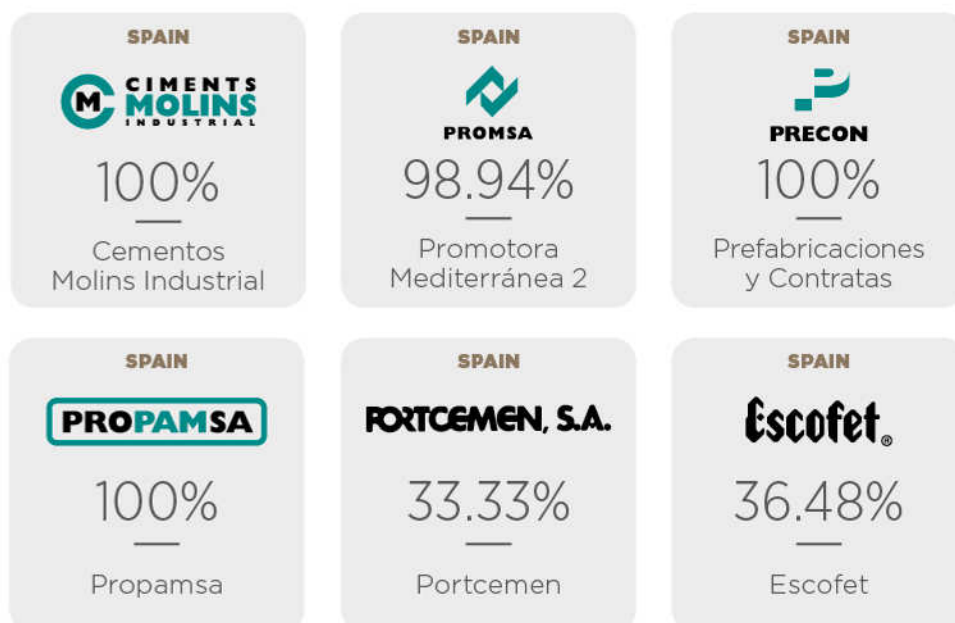 SPAIN
CIMENTS
MOLINS
INDUSTRIAL
100%
Cementos
Molins Industrial
SPAIN
PROMSA
98.94%
Promotora
Mediterránea 2
SPAIN
PRECON
100%
Prefabricaciones
y Contratas
SPAIN
PROPAMSA
100%
Propamsa
SPAIN
PORTCEMEN, S.A.
33.33%
Portcemen
SPAIN
Escofet®
36.48%
Escofet